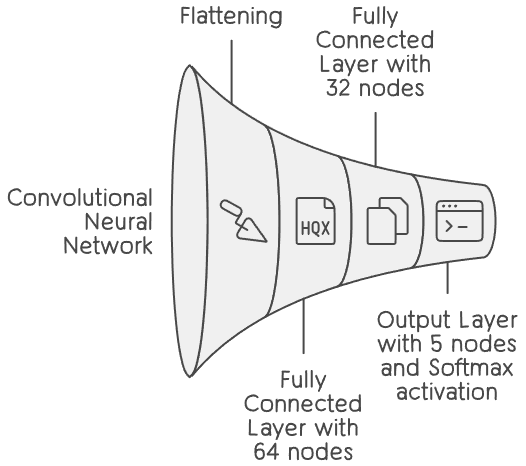 Flattening
Fully
Connected
Layer with
32 nodes
Convolutional
Neural
Network
HQX
Output Layer
with 5 nodes
and Softmax
activation
Fully
Connected
Layer with
64 nodes